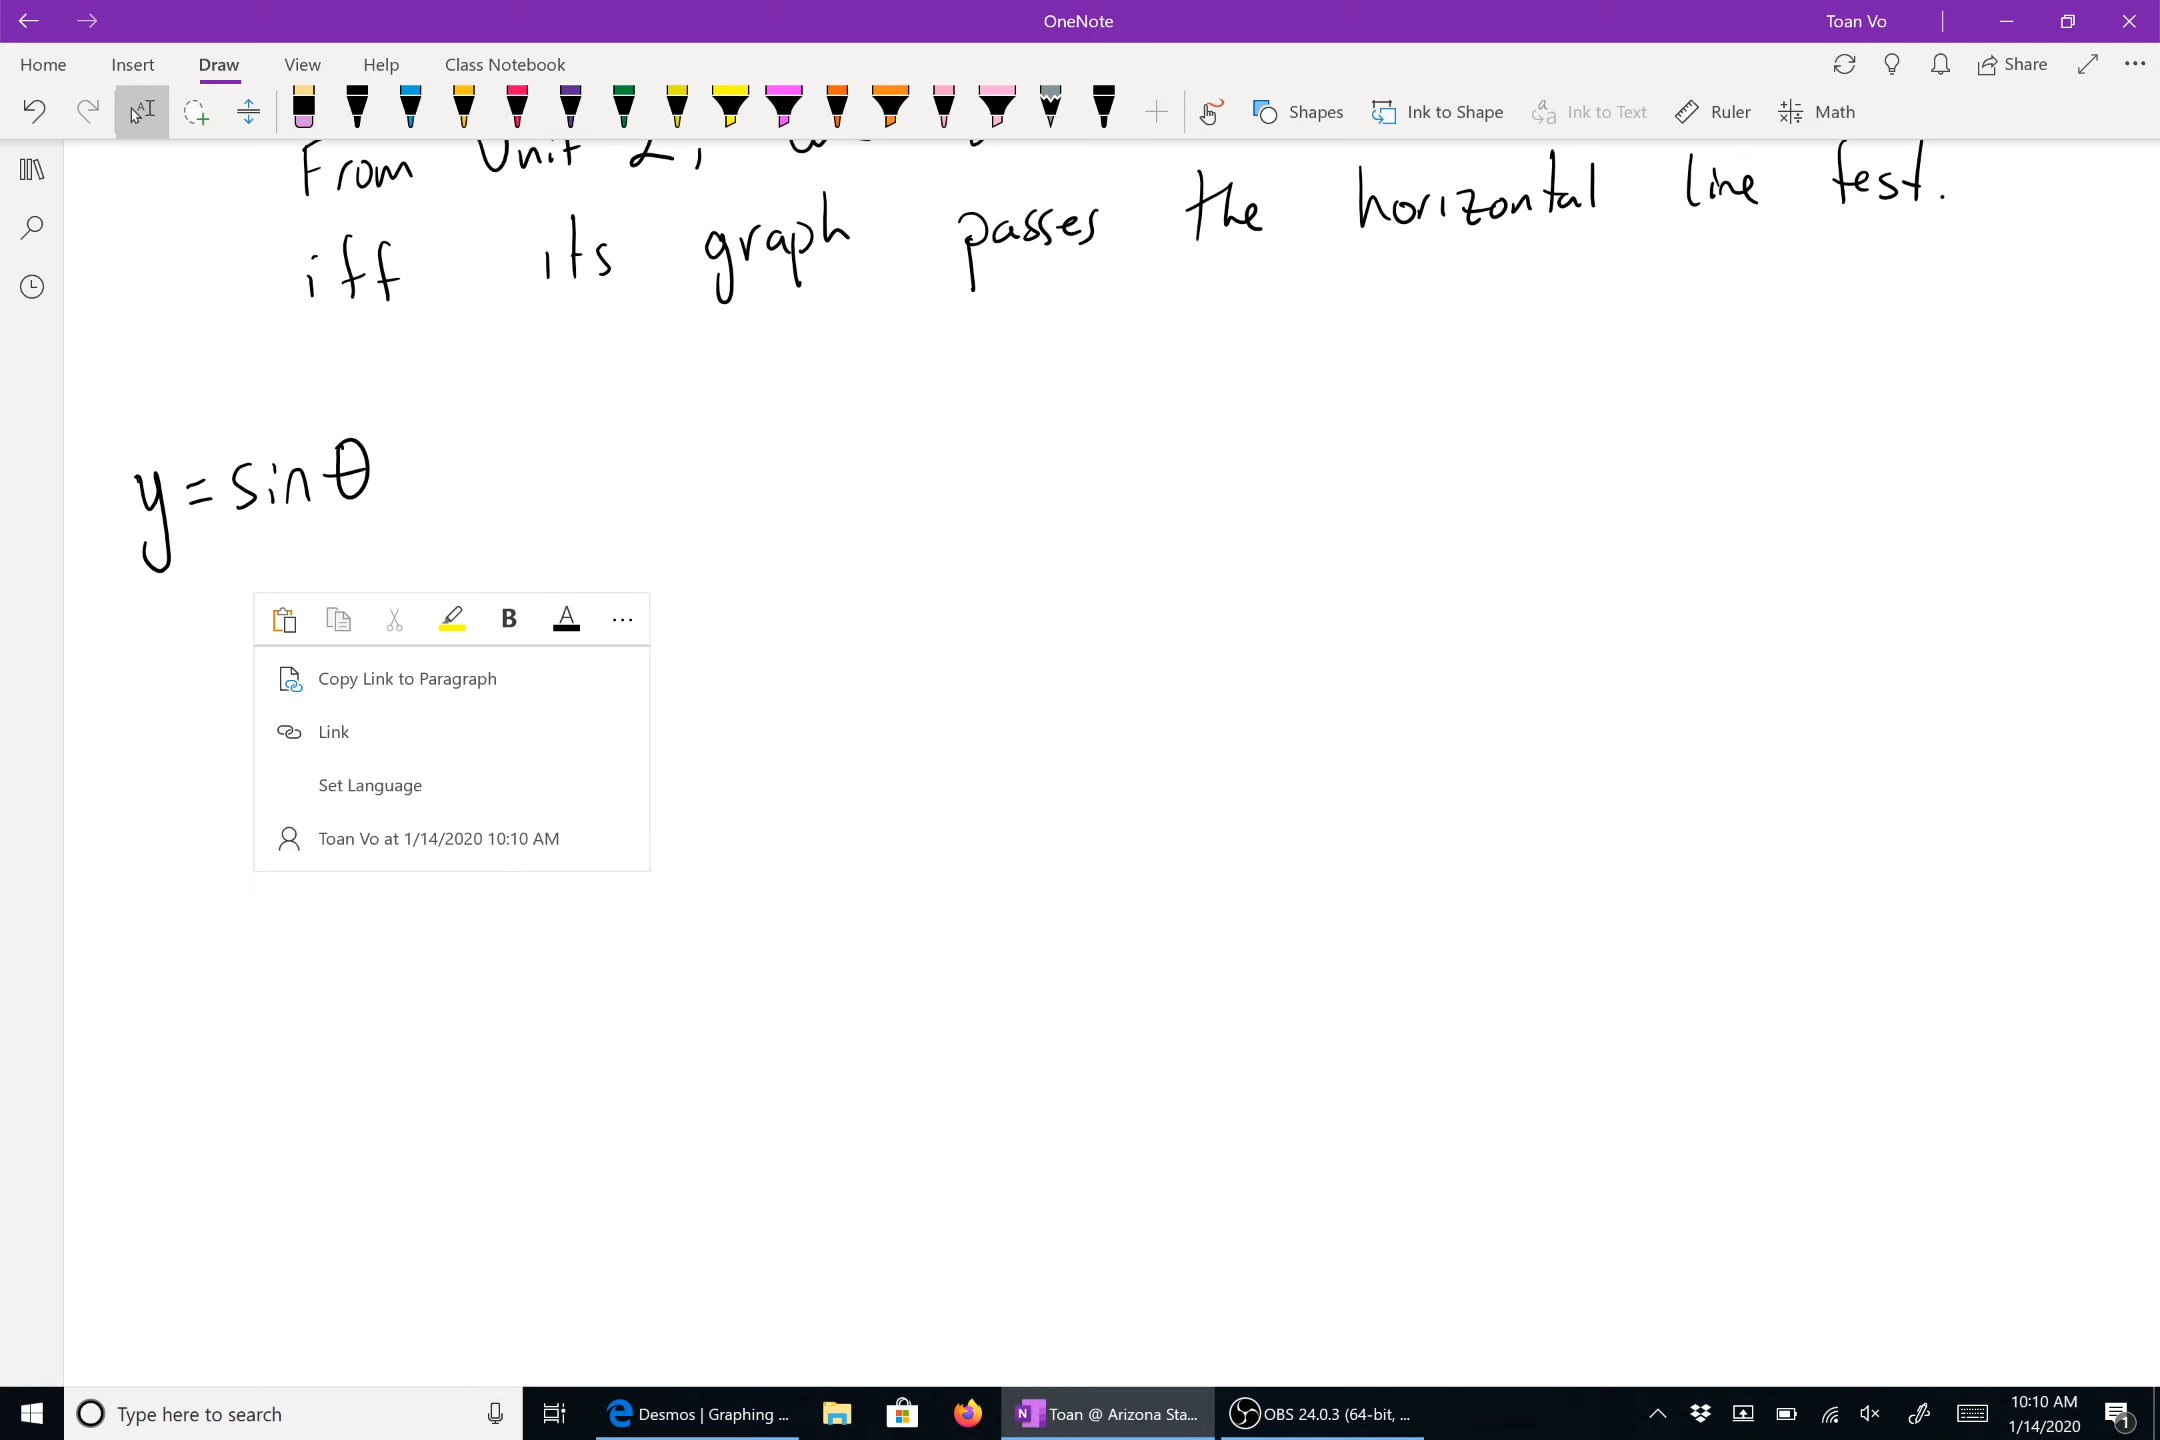 OneNote
Toan Vo
Home Insert Draw View Help Class Notebook
Share
Shapes Ink to Shape Ink to Text Ruler Math
From Unit 2,
iff its graph passes the horizontal line test.
y = sin θ
Copy Link to Paragraph
Link
Set Language
Toan Vo at 1/14/2020 10:10 AM
Type here to search
Desmos | Graphing ...
Toan @ Arizona Sta...
OBS 24.0.3 (64-bit, ...
10:10 AM
1/14/2020
1